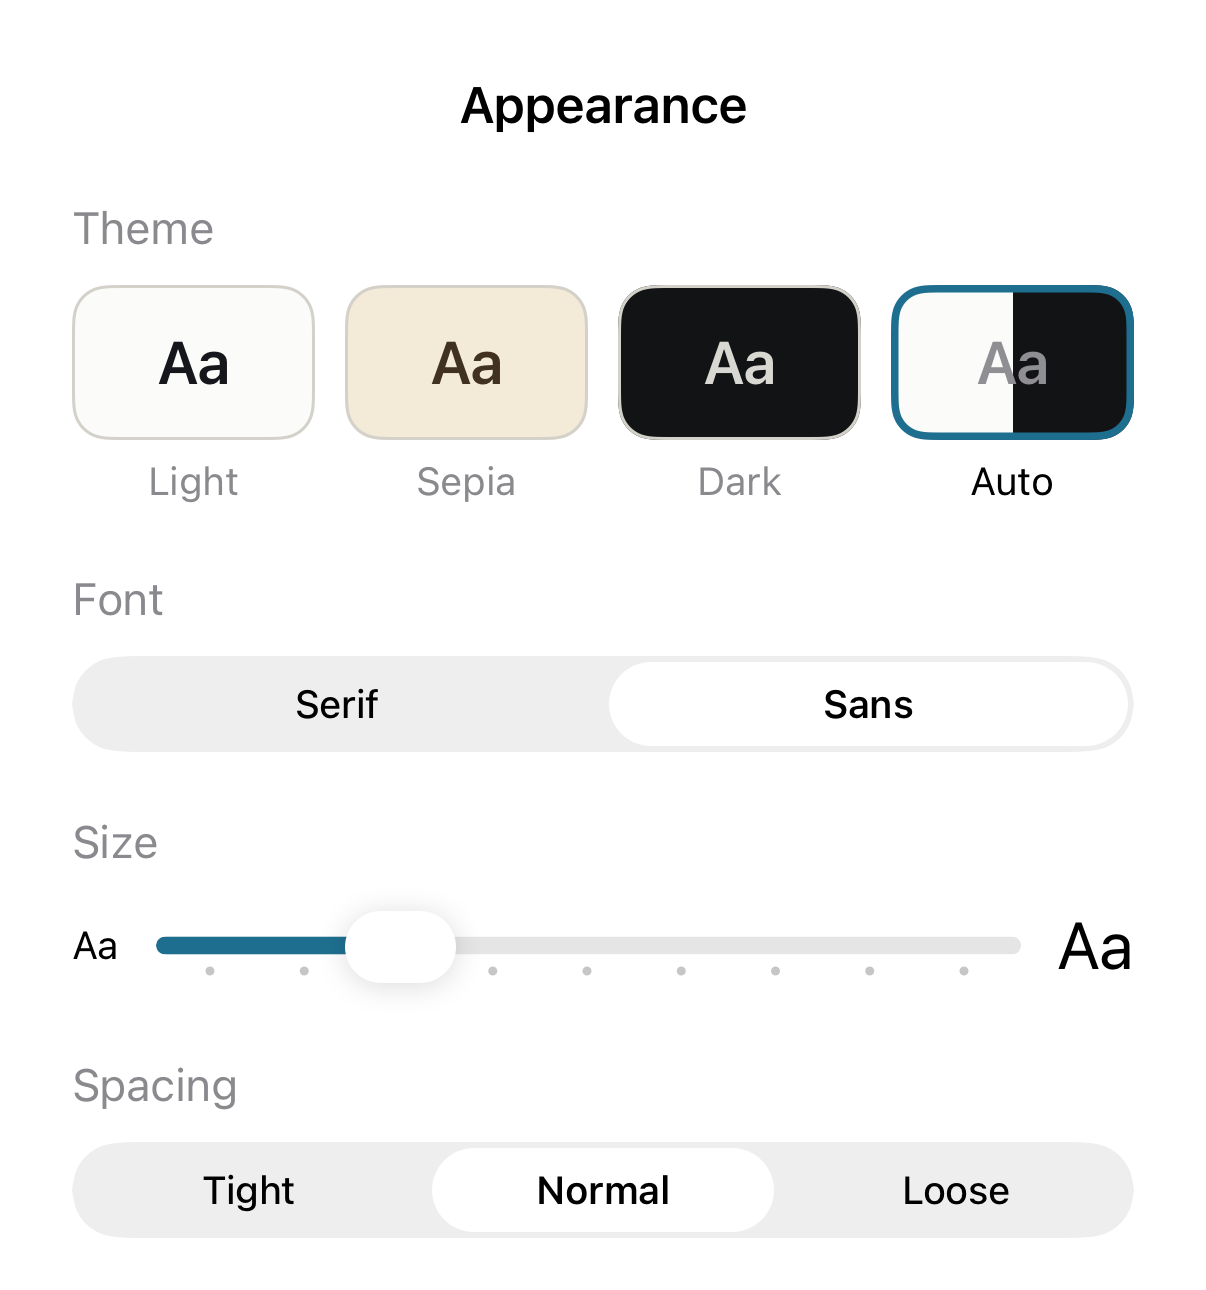 Appearance
Theme
Aa Aa Aa Aa
Light Sepia Dark Auto
Font
Serif Sans
Size
Aa Aa
Spacing
Tight Normal Loose